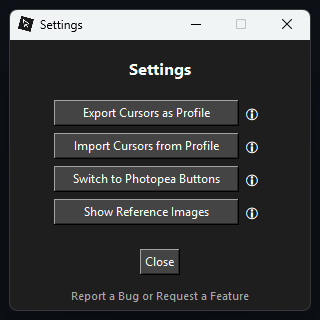 Settings
Settings
Export Cursors as Profile
Import Cursors from Profile
Switch to Photopea Buttons
Show Reference Images
Close
Report a Bug or Request a Feature